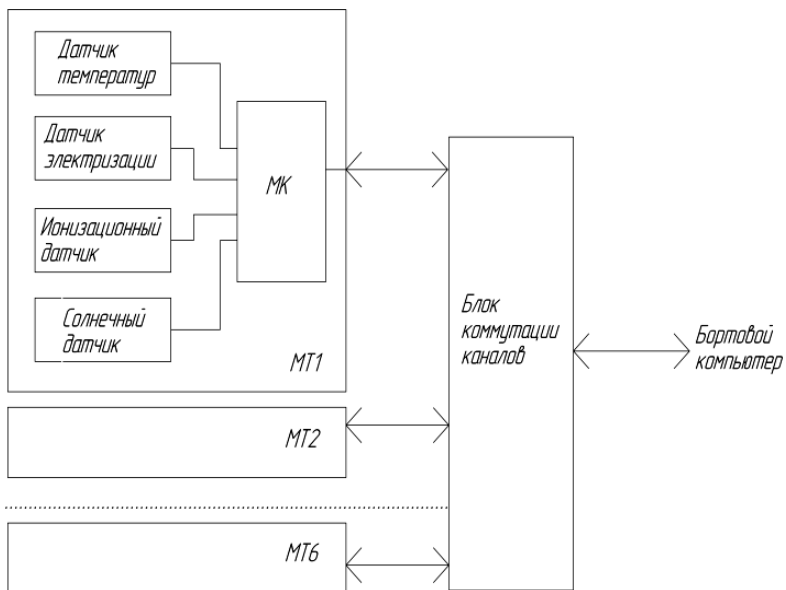 Датчик
температур
Датчик
электризации
Ионизационный
датчик
Солнечный
датчик
МК
МТ1
МТ2
МТ6
Блок
коммутации
каналов
Бортовой
компьютер